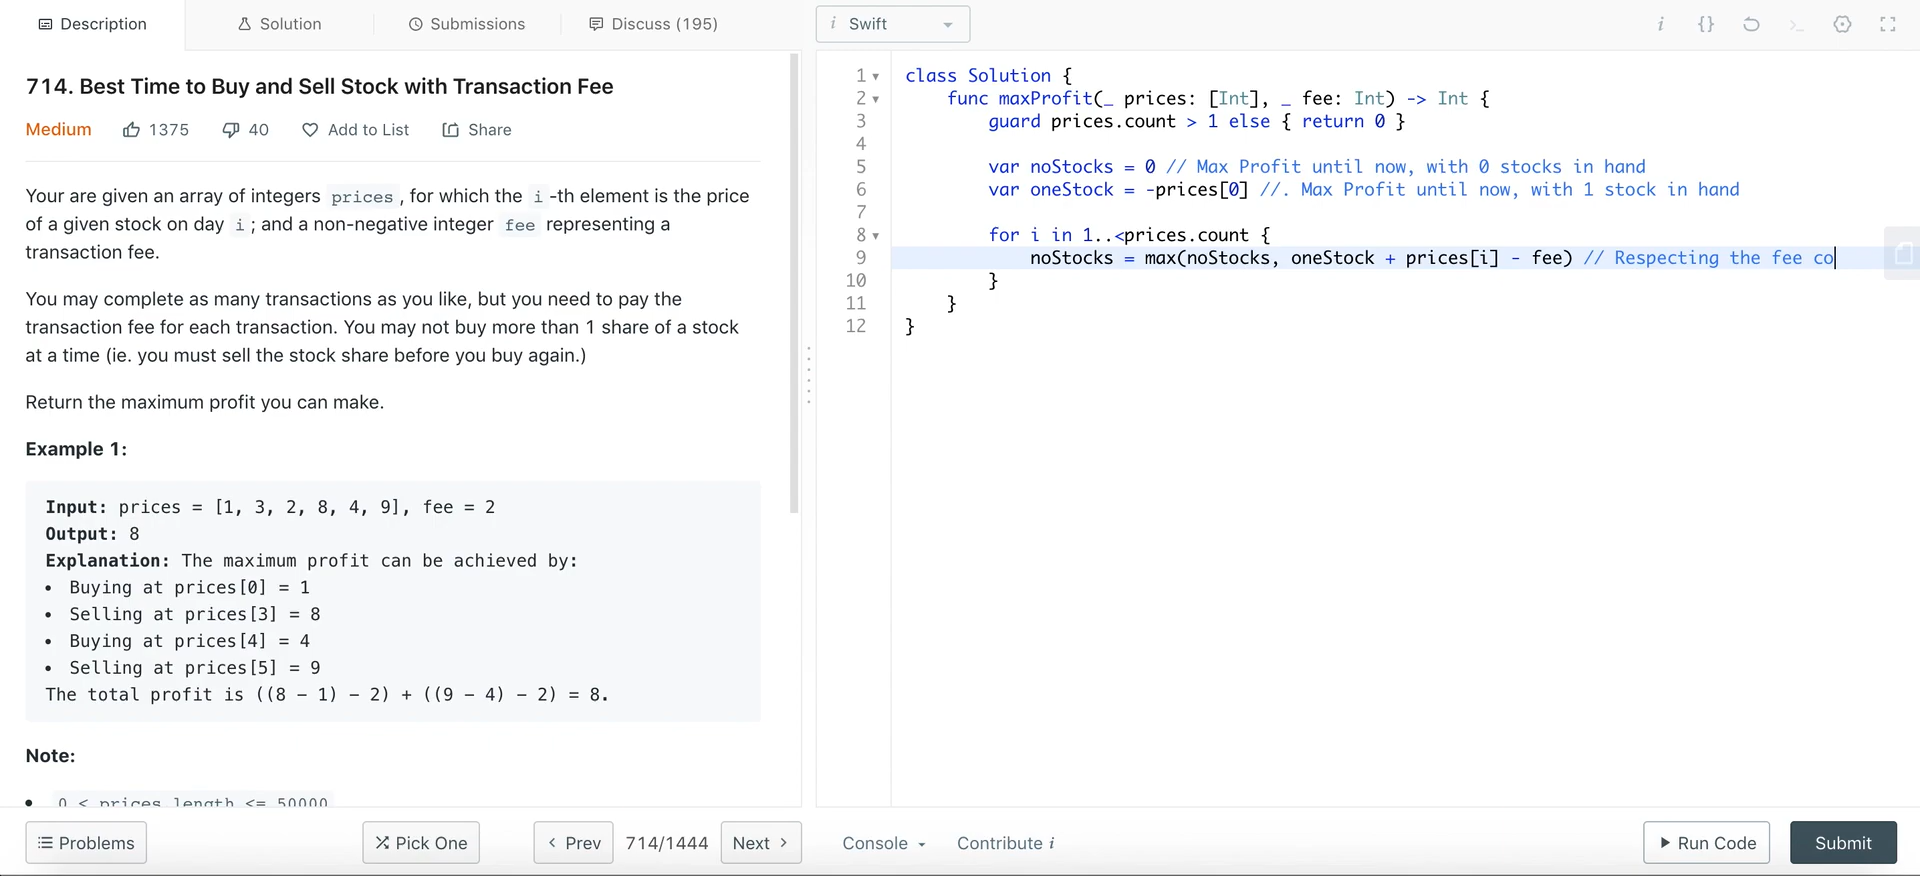 Description
Solution
Submissions
Discuss (195)
714. Best Time to Buy and Sell Stock with Transaction Fee
Medium 1375 40 Add to List Share
Your are given an array of integers prices , for which the i -th element is the price
of a given stock on day i ; and a non-negative integer fee representing a
transaction fee.
You may complete as many transactions as you like, but you need to pay the
transaction fee for each transaction. You may not buy more than 1 share of a stock
at a time (ie. you must sell the stock share before you buy again.)
Return the maximum profit you can make.
Example 1:
Input: prices = [1, 3, 2, 8, 4, 9], fee = 2
Output: 8
Explanation: The maximum profit can be achieved by:
• Buying at prices[0] = 1
• Selling at prices[3] = 8
• Buying at prices[4] = 4
• Selling at prices[5] = 9
The total profit is ((8 - 1) - 2) + ((9 - 4) - 2) = 8.
Note:
• 0 < prices.length <= 50000
Problems
Pick One
< Prev
714/1444
Next >
i Swift
i {} >_
1 class Solution {
2 func maxProfit(_ prices: [Int], _ fee: Int) -> Int {
3 guard prices.count > 1 else { return 0 }
4
5 var noStocks = 0 // Max Profit until now, with 0 stocks in hand
6 var oneStock = -prices[0] //. Max Profit until now, with 1 stock in hand
7
8 for i in 1..<prices.count {
9 noStocks = max(noStocks, oneStock + prices[i] - fee) // Respecting the fee co
10 }
11 }
12 }
Console
Contribute i
Run Code
Submit